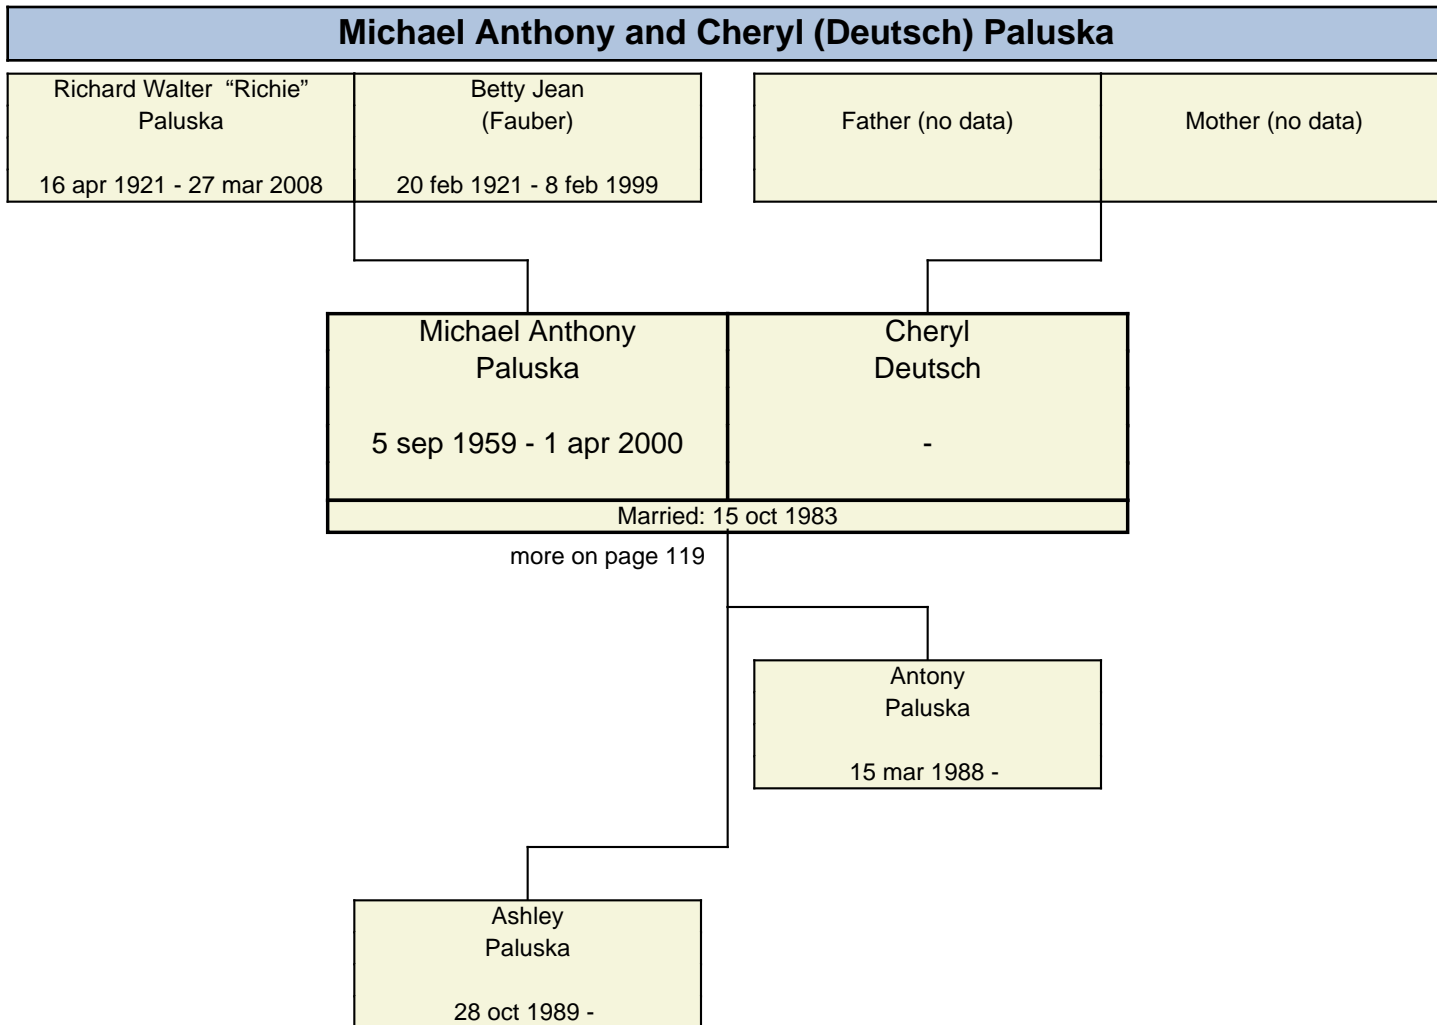 Michael Anthony and Cheryl (Deutsch) Paluska
Richard Walter “Richie”
Paluska
16 apr 1921 - 27 mar 2008
Betty Jean
(Fauber)
20 feb 1921 - 8 feb 1999
Father (no data)
Mother (no data)
Michael Anthony
Paluska
5 sep 1959 - 1 apr 2000
Cheryl
Deutsch
-
Married: 15 oct 1983
more on page 119
Antony
Paluska
15 mar 1988 -
Ashley
Paluska
28 oct 1989 -